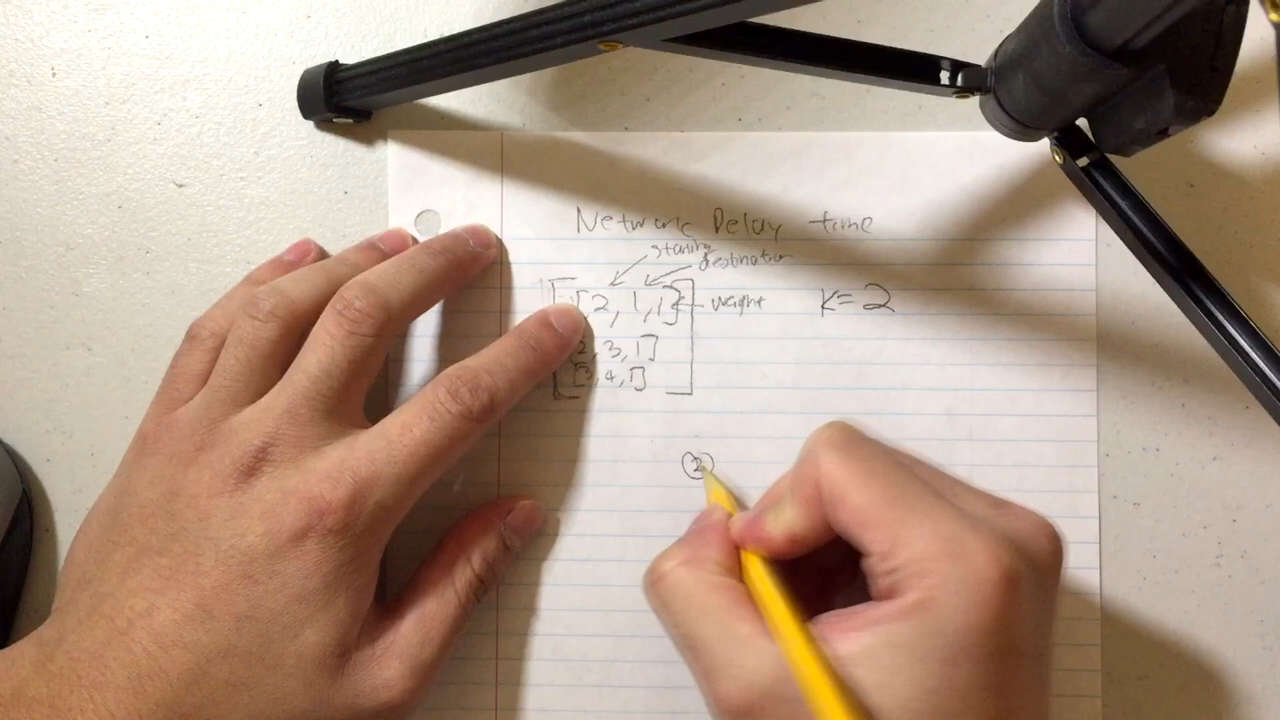 Network Delay time
starting
destination
[[2, 1, 1] weight K=2
2, 3, 1]
[3, 4, 1]]
2